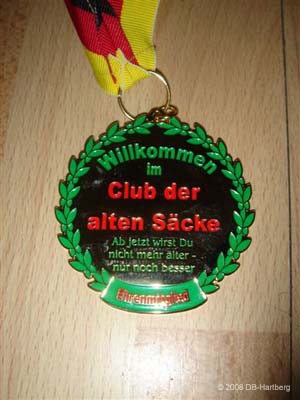 Willkommen
im
Club der
alten Säcke
Ab jetzt wirst Du
nicht mehr älter -
nur noch besser
Ehrenmitglied
© 2008 DB-Hartberg